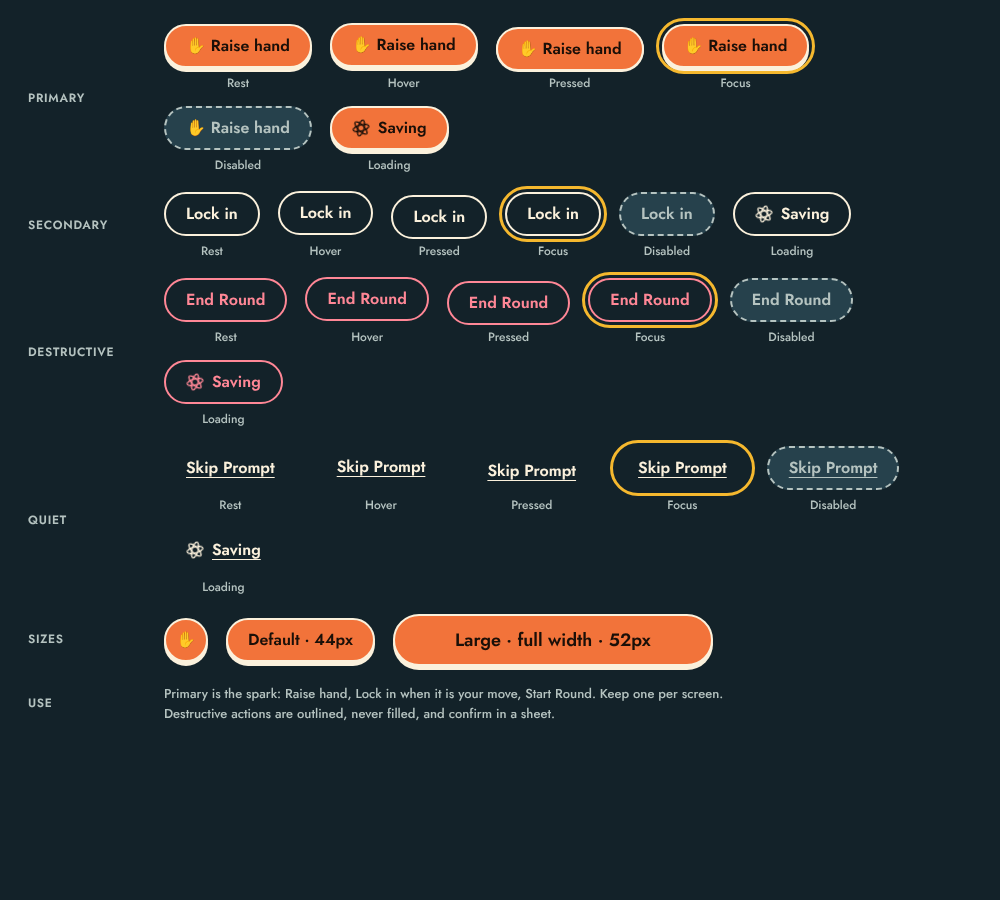 PRIMARY
✋ Raise hand
Rest
✋ Raise hand
Hover
✋ Raise hand
Pressed
✋ Raise hand
Focus
✋ Raise hand
Disabled
Saving
Loading
SECONDARY
Lock in
Rest
Lock in
Hover
Lock in
Pressed
Lock in
Focus
Lock in
Disabled
Saving
Loading
DESTRUCTIVE
End Round
Rest
End Round
Hover
End Round
Pressed
End Round
Focus
End Round
Disabled
Saving
Loading
QUIET
Skip Prompt
Rest
Skip Prompt
Hover
Skip Prompt
Pressed
Skip Prompt
Focus
Skip Prompt
Disabled
Saving
Loading
SIZES
✋
Default · 44px
Large · full width · 52px
USE
Primary is the spark: Raise hand, Lock in when it is your move, Start Round. Keep one per screen.
Destructive actions are outlined, never filled, and confirm in a sheet.